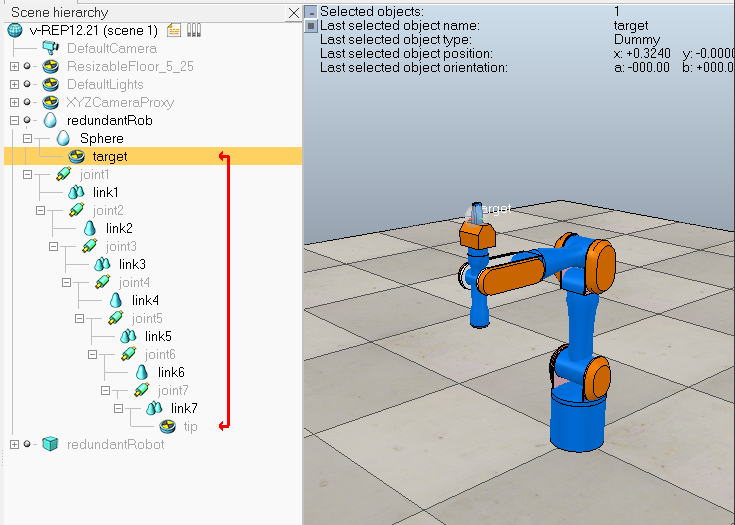 Scene hierarchy
v-REP12.21 (scene 1)
DefaultCamera
ResizableFloor_5_25
DefaultLights
XYZCameraProxy
redundantRob
Sphere
target
joint1
link1
joint2
link2
joint3
link3
joint4
link4
joint5
link5
joint6
link6
joint7
link7
tip
redundantRobot
Selected objects: 1
Last selected object name: target
Last selected object type: Dummy
Last selected object position: x: +0.3240 y: -0.0000
Last selected object orientation: a: -000.00 b: +000.0
target